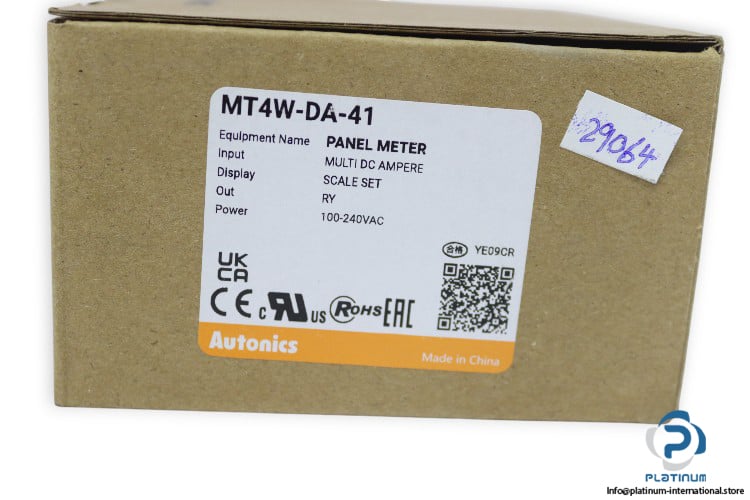 MT4W-DA-41
Equipment Name PANEL METER
Input MULTI DC AMPERE
Display SCALE SET
Out RY
Power 100-240VAC
合格 YE09CR
UK CA
CE c RU us RoHS EAC
Autonics
Made in China
29064
PLATINUM
Info@platinum-international.store